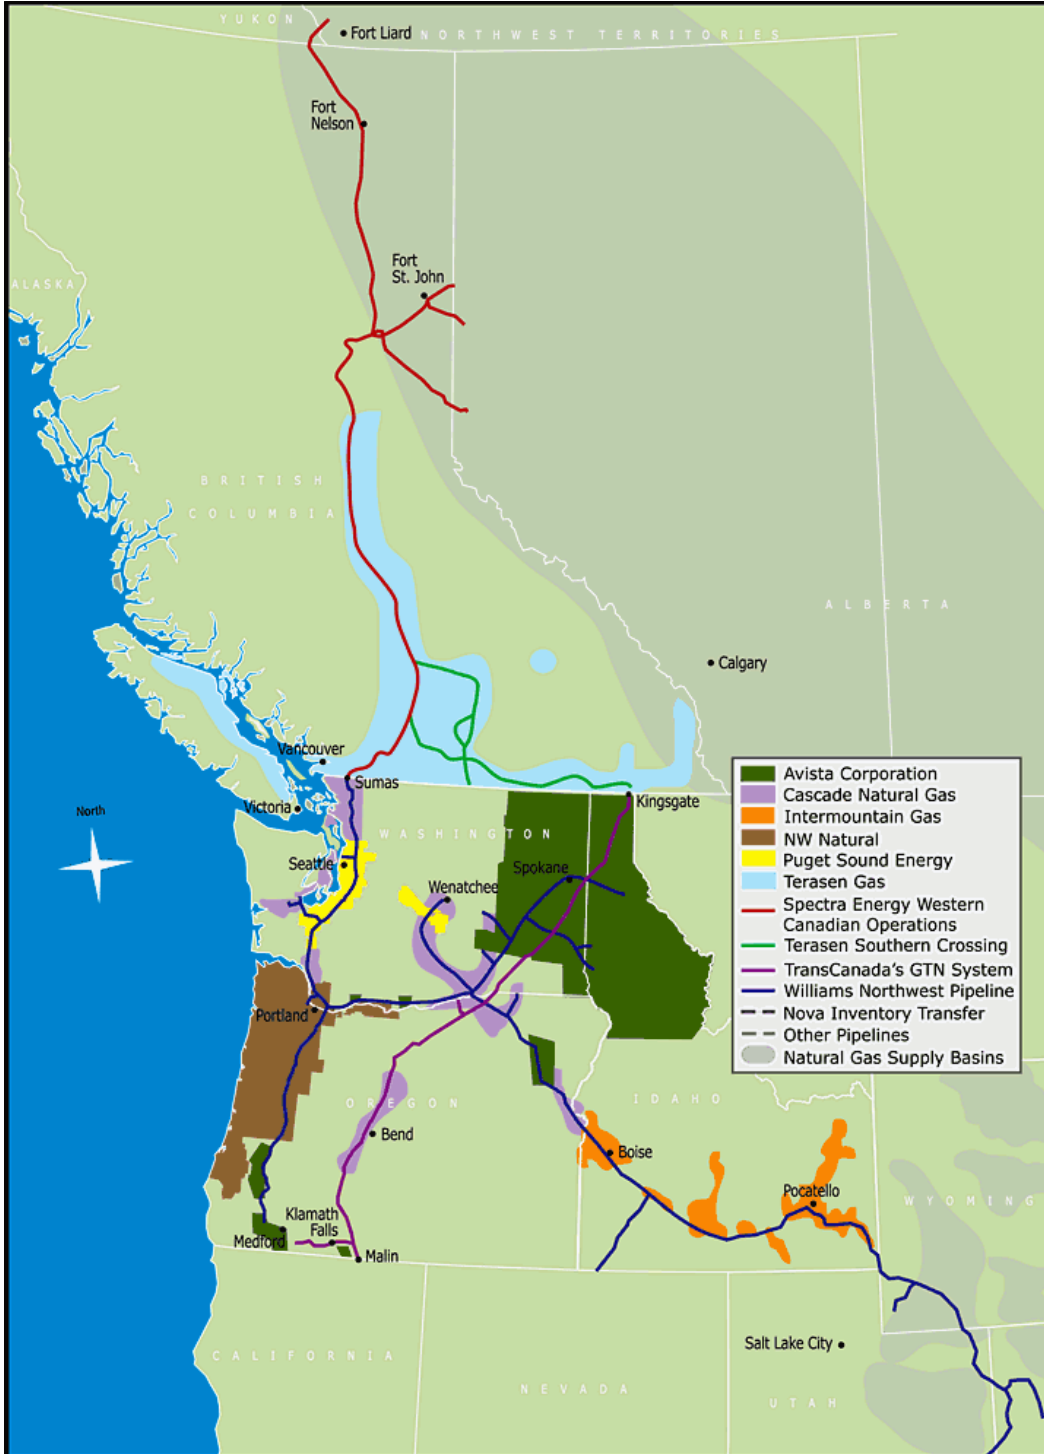 YUKON
Fort Liard
NORTHWEST TERRITORIES
Fort
Nelson
Fort
St. John
ALASKA
BRITISH
COLUMBIA
ALBERTA
Calgary
Vancouver
Sumas
Victoria
Kingsgate
North
WASHINGTON
Seattle
Spokane
Wenatchee
Portland
OREGON
IDAHO
Bend
Boise
Pocatello
WYOMING
Klamath
Falls
Medford
Malin
Salt Lake City
CALIFORNIA
NEVADA
UTAH
Avista Corporation
Cascade Natural Gas
Intermountain Gas
NW Natural
Puget Sound Energy
Terasen Gas
Spectra Energy Western
Canadian Operations
Terasen Southern Crossing
TransCanada's GTN System
Williams Northwest Pipeline
Nova Inventory Transfer
Other Pipelines
Natural Gas Supply Basins